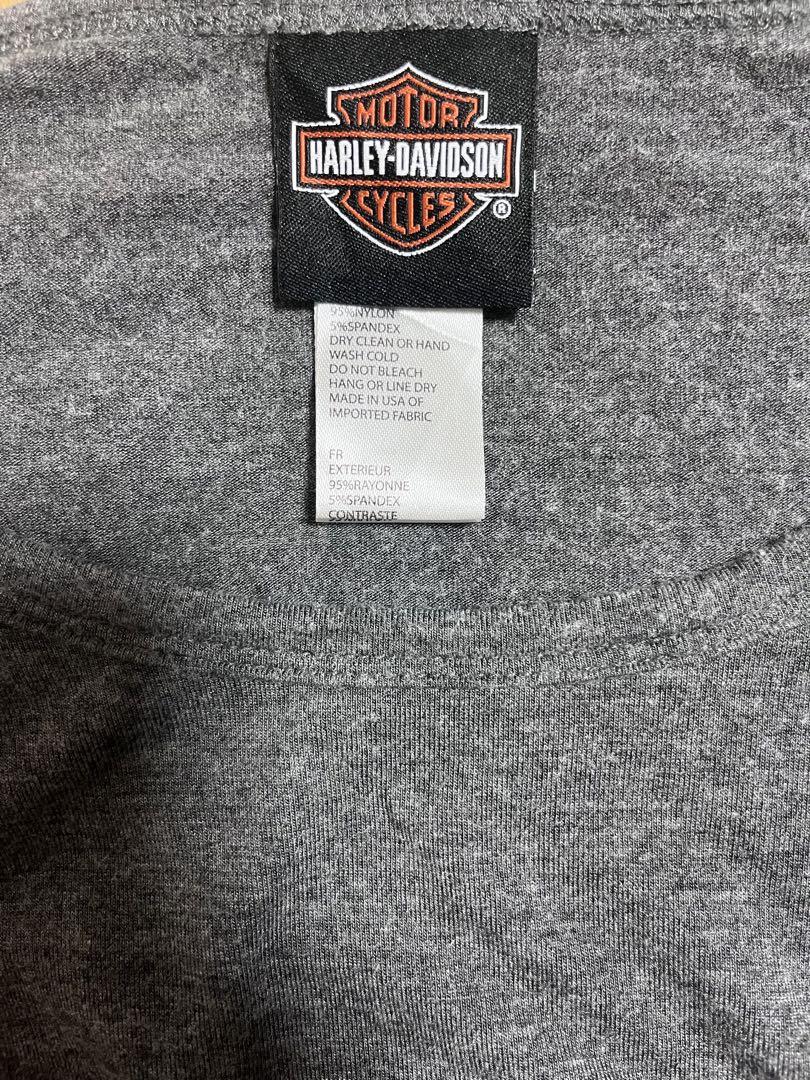 MOTOR
HARLEY-DAVIDSON
CYCLES
®
95%NYLON
5%SPANDEX
DRY CLEAN OR HAND
WASH COLD
DO NOT BLEACH
HANG OR LINE DRY
MADE IN USA OF
IMPORTED FABRIC
FR
EXTERIEUR
95%RAYONNE
5%SPANDEX
CONTRASTE